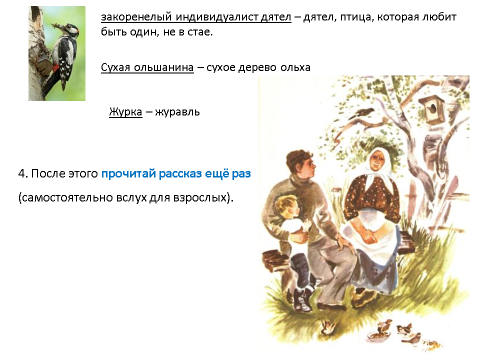 закоренелый индивидуалист дятел – дятел, птица, которая любит
быть один, не в стае.
Сухая ольшанина – сухое дерево ольха
Журка – журавль
4. После этого прочитай рассказ ещё раз
(самостоятельно вслух для взрослых).